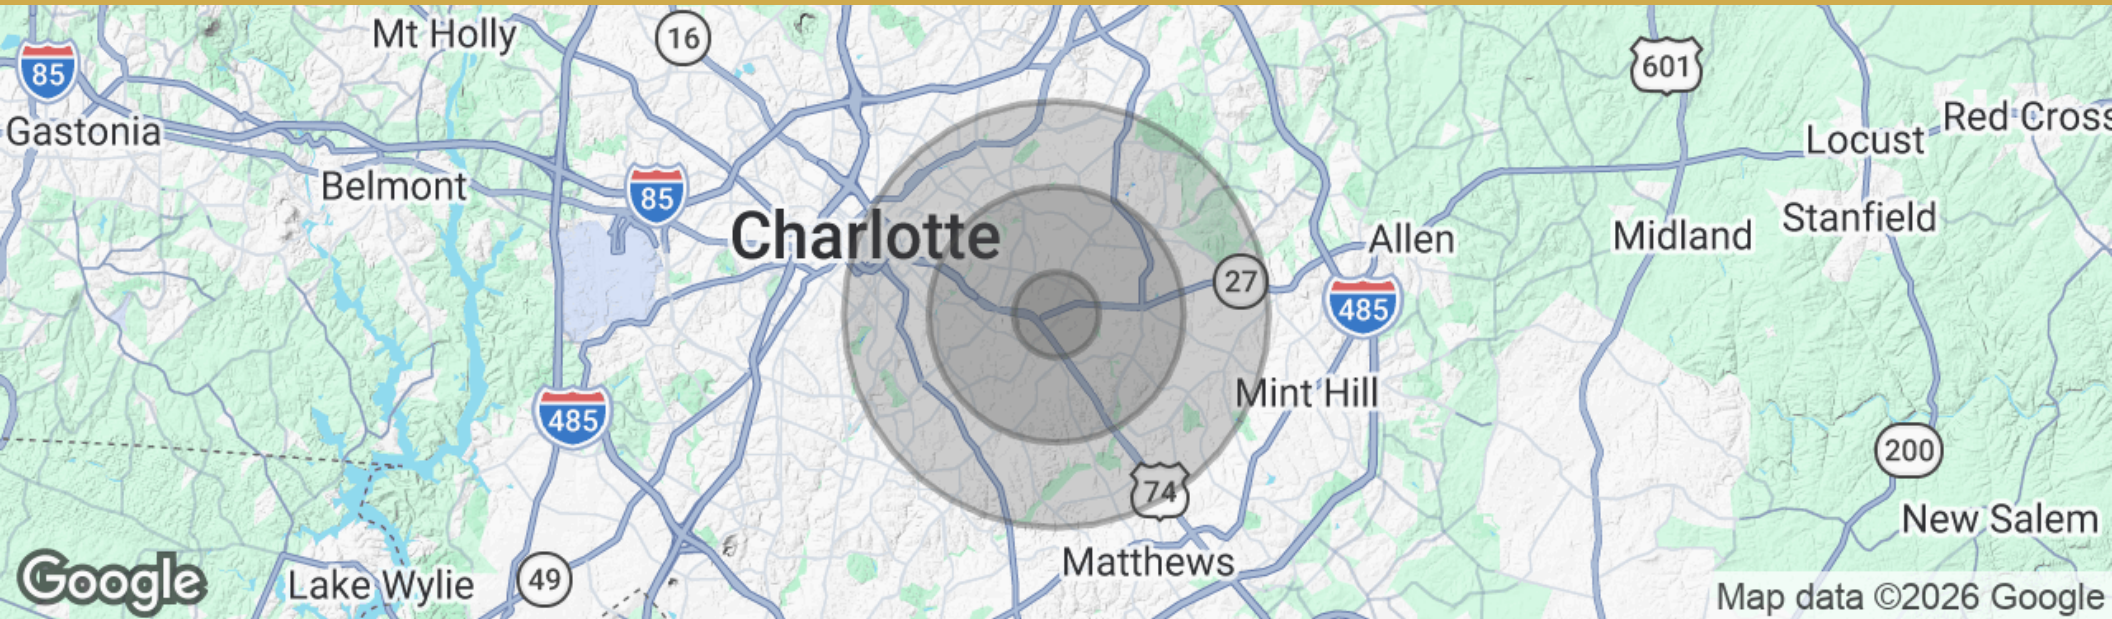 Mt Holly
16
601
85
Gastonia
Red Cross
Locust
Belmont
85
Charlotte
Allen
Midland
Stanfield
27
485
485
Mint Hill
74
200
New Salem
Matthews
Google
Lake Wylie
49
Map data ©2026 Google